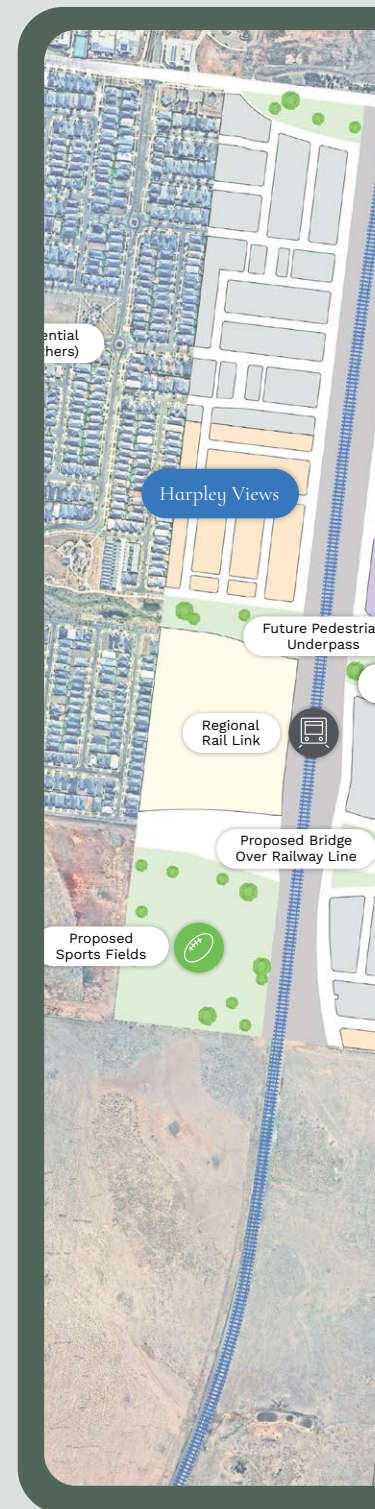 ential
hers)
Harpley Views
Future Pedestria
Underpass
Regional
Rail Link
Proposed Bridge
Over Railway Line
Proposed
Sports Fields